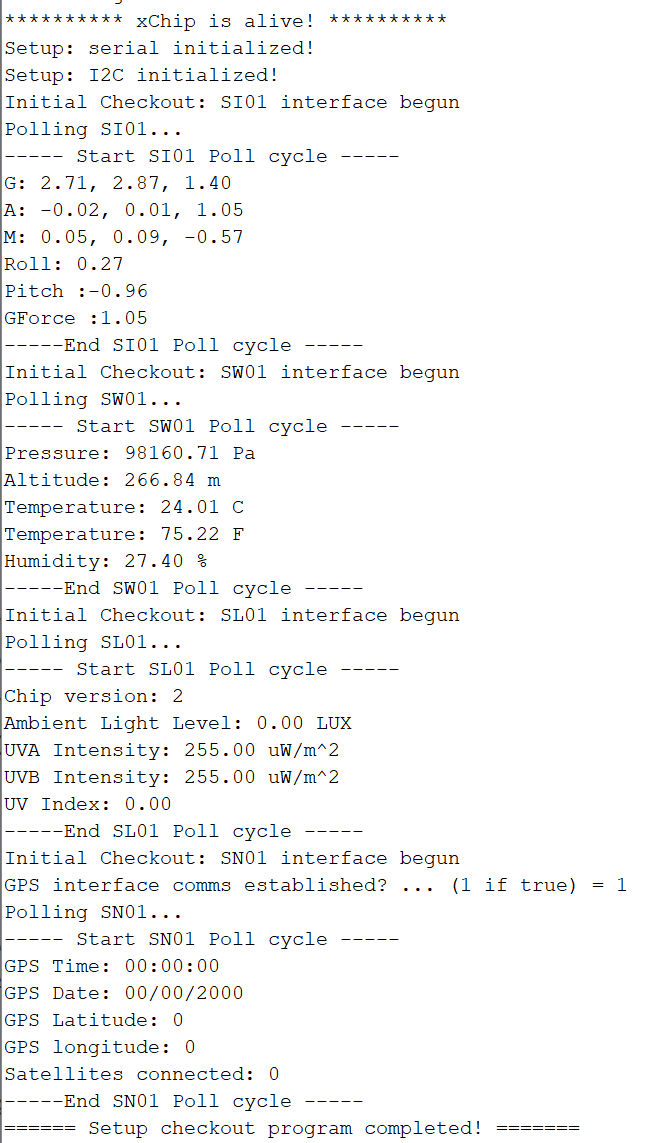 ********** xChip is alive! **********
Setup: serial initialized!
Setup: I2C initialized!
Initial Checkout: SI01 interface begun
Polling SI01...
----- Start SI01 Poll cycle -----
G: 2.71, 2.87, 1.40
A: -0.02, 0.01, 1.05
M: 0.05, 0.09, -0.57
Roll: 0.27
Pitch :-0.96
GForce :1.05
-----End SI01 Poll cycle -----
Initial Checkout: SW01 interface begun
Polling SW01...
----- Start SW01 Poll cycle -----
Pressure: 98160.71 Pa
Altitude: 266.84 m
Temperature: 24.01 C
Temperature: 75.22 F
Humidity: 27.40 %
-----End SW01 Poll cycle -----
Initial Checkout: SL01 interface begun
Polling SL01...
----- Start SL01 Poll cycle -----
Chip version: 2
Ambient Light Level: 0.00 LUX
UVA Intensity: 255.00 uW/m^2
UVB Intensity: 255.00 uW/m^2
UV Index: 0.00
-----End SL01 Poll cycle -----
Initial Checkout: SN01 interface begun
GPS interface comms established? ... (1 if true) = 1
Polling SN01...
----- Start SN01 Poll cycle -----
GPS Time: 00:00:00
GPS Date: 00/00/2000
GPS Latitude: 0
GPS longitude: 0
Satellites connected: 0
-----End SN01 Poll cycle -----
====== Setup checkout program completed! =======